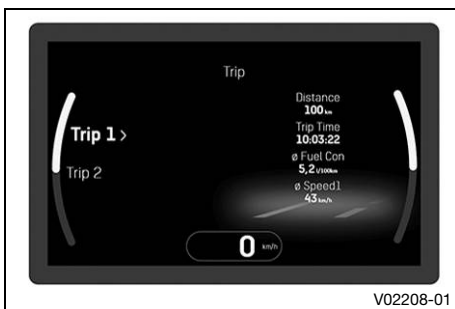 Trip
Trip 1 >
Trip 2
Distance
100 km
Trip Time
10:03:22
ø Fuel Con
5,2 l/100km
ø Speed1
43 km/h
0 km/h
V02208-01